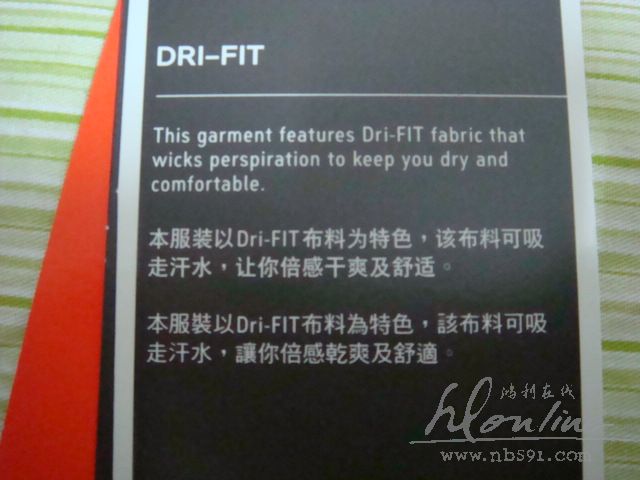 DRI-FIT
This garment features Dri-FIT fabric that
wicks perspiration to keep you dry and
comfortable.
本服装以Dri-FIT布料为特色，该布料可吸
走汗水，让你倍感干爽及舒适。
本服裝以Dri-FIT布料為特色，該布料可吸
走汗水，讓你倍感乾爽及舒適。
鸿利在线
hlonlin
www.nb591.com